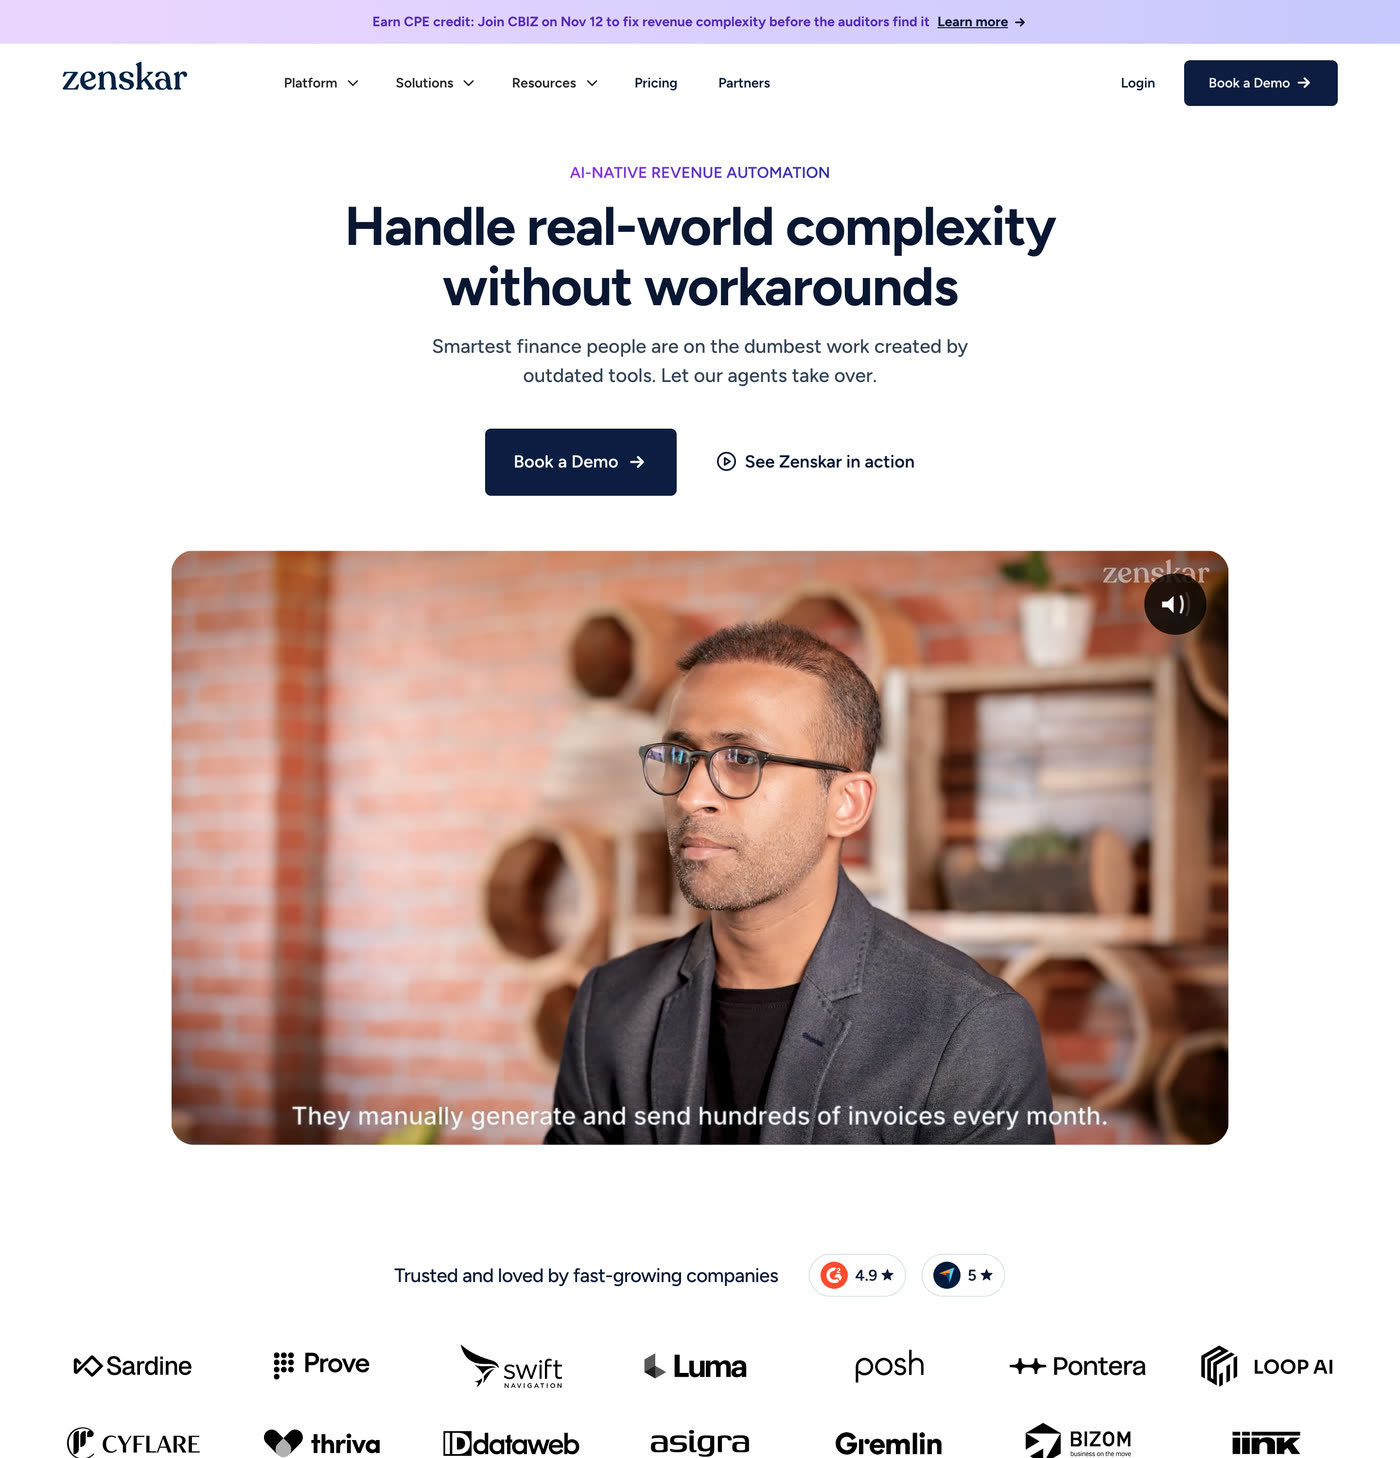 Earn CPE credit: Join CBIZ on Nov 12 to fix revenue complexity before the auditors find it Learn more →
zenskar
Platform
Solutions
Resources
Pricing
Partners
Login
Book a Demo →
AI-NATIVE REVENUE AUTOMATION
Handle real-world complexity
without workarounds
Smartest finance people are on the dumbest work created by
outdated tools. Let our agents take over.
Book a Demo →
See Zenskar in action
zenskar
They manually generate and send hundreds of invoices every month.
Trusted and loved by fast-growing companies
4.9 ★
5 ★
Sardine
Prove
swift
NAVIGATION
Luma
posh
Pontera
LOOP AI
CYFLARE
thriva
dataweb
asigra
Gremlin
BIZOM
business on the move
iink